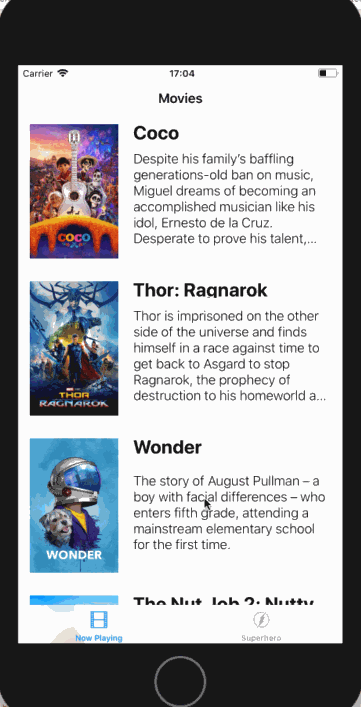 Carrier 17:04
Movies
Coco
Despite his family's baffling
generations-old ban on music,
Miguel dreams of becoming an
accomplished musician like his
idol, Ernesto de la Cruz.
Desperate to prove his talent,...
COCO
Thor: Ragnarok
Thor is imprisoned on the other
side of the universe and finds
himself in a race against time to
get back to Asgard to stop
Ragnarok, the prophecy of
destruction to his homeworld a...
THOR
RAGNAROK
Wonder
The story of August Pullman – a
boy with facial differences – who
enters fifth grade, attending a
mainstream elementary school
for the first time.
WONDER
The Nut Job 2: Nutty
Now Playing
Superhero